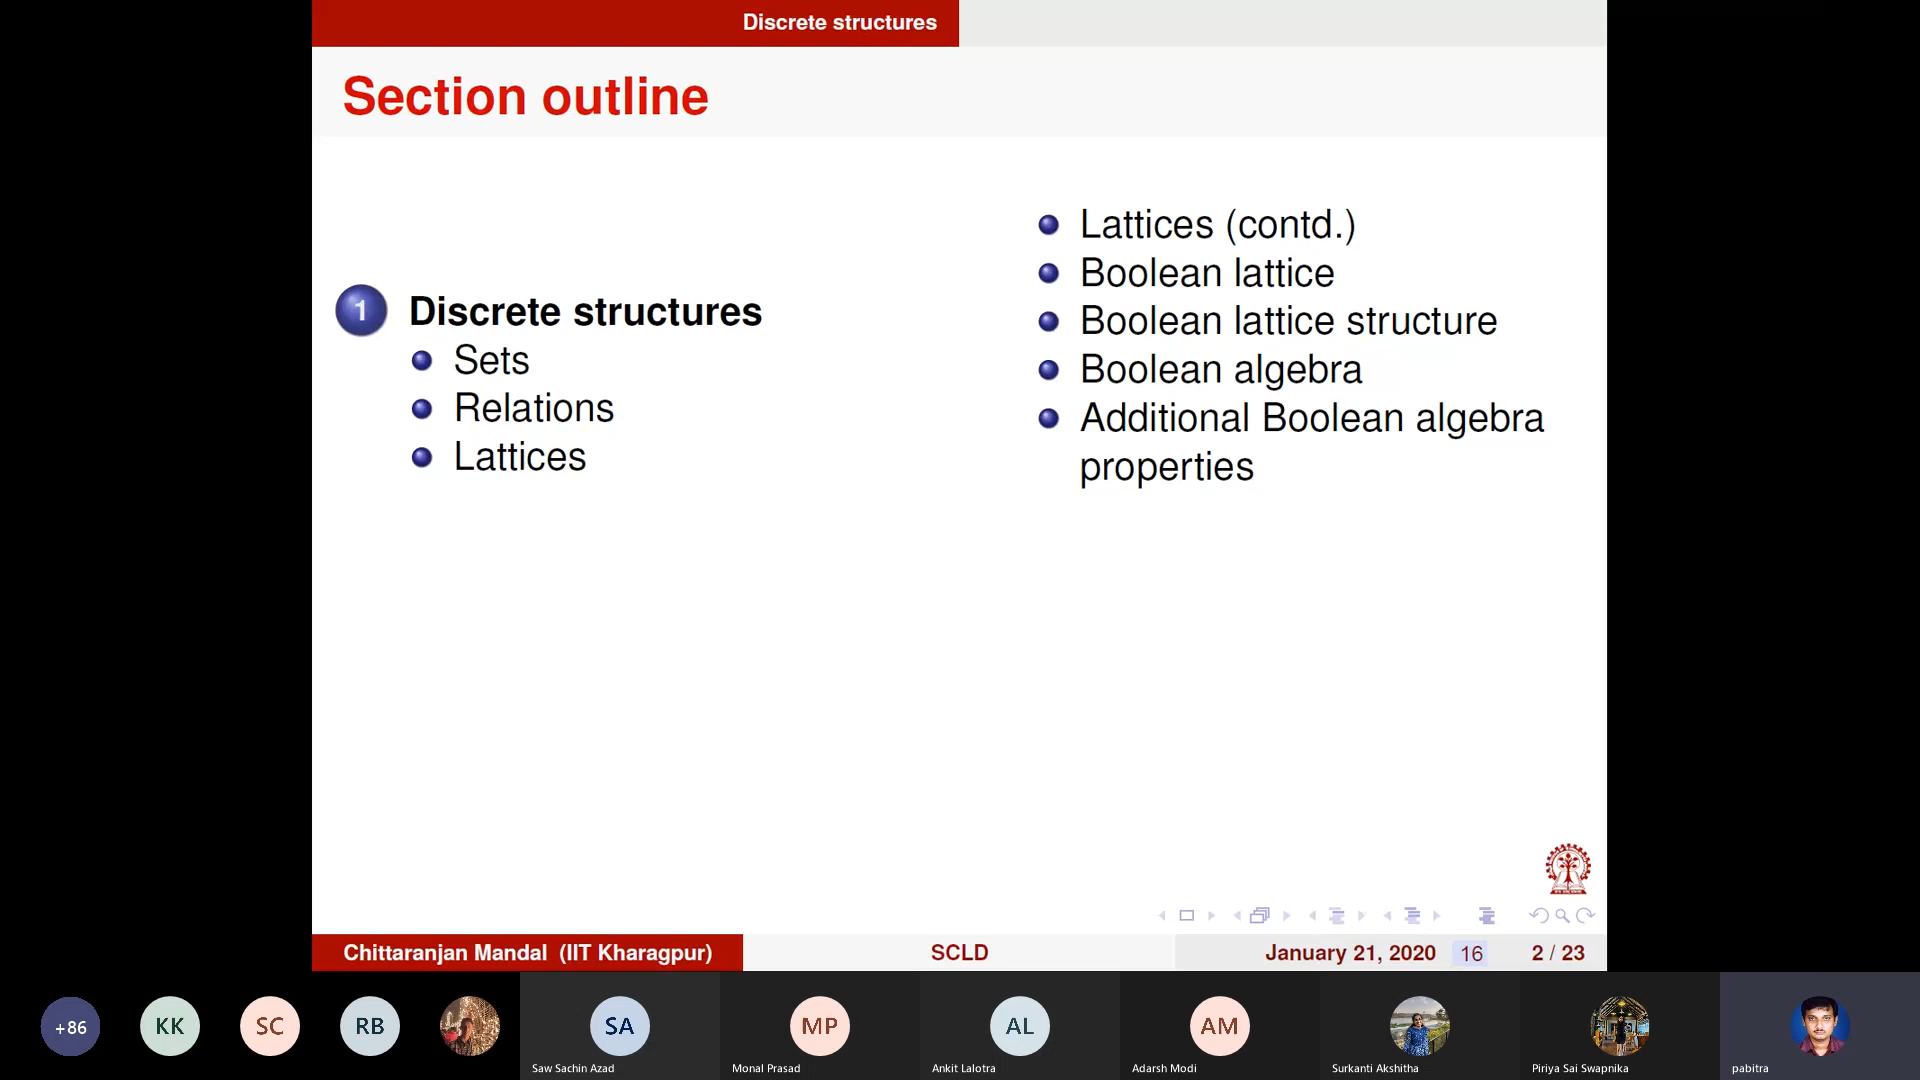 Discrete structures
Section outline
1 Discrete structures
Sets
Relations
Lattices
Lattices (contd.)
Boolean lattice
Boolean lattice structure
Boolean algebra
Additional Boolean algebra
properties
Chittaranjan Mandal (IIT Kharagpur)
SCLD
January 21, 2020
16
2 / 23
+86
KK
SC
RB
SA
MP
AL
AM
Saw Sachin Azad
Monal Prasad
Ankit Lalotra
Adarsh Modi
Surkanti Akshitha
Piriya Sai Swapnika
pabitra